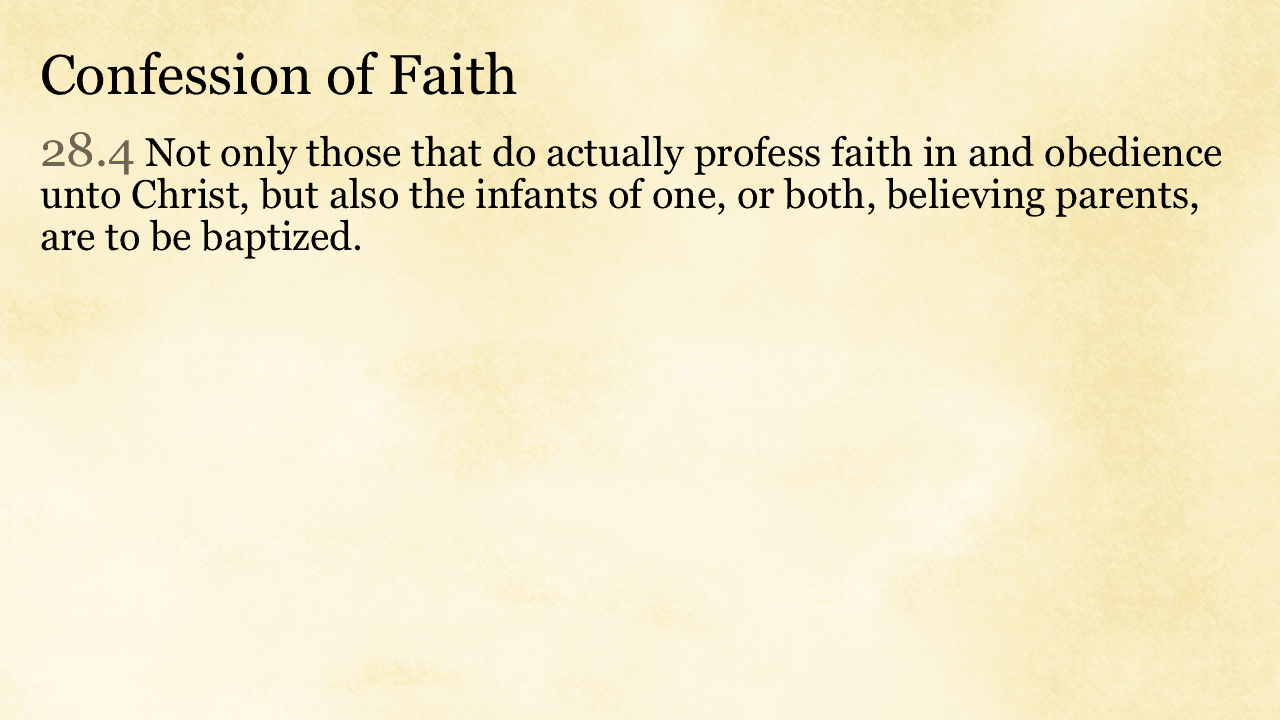 Confession of Faith
28.4 Not only those that do actually profess faith in and obedience
unto Christ, but also the infants of one, or both, believing parents,
are to be baptized.